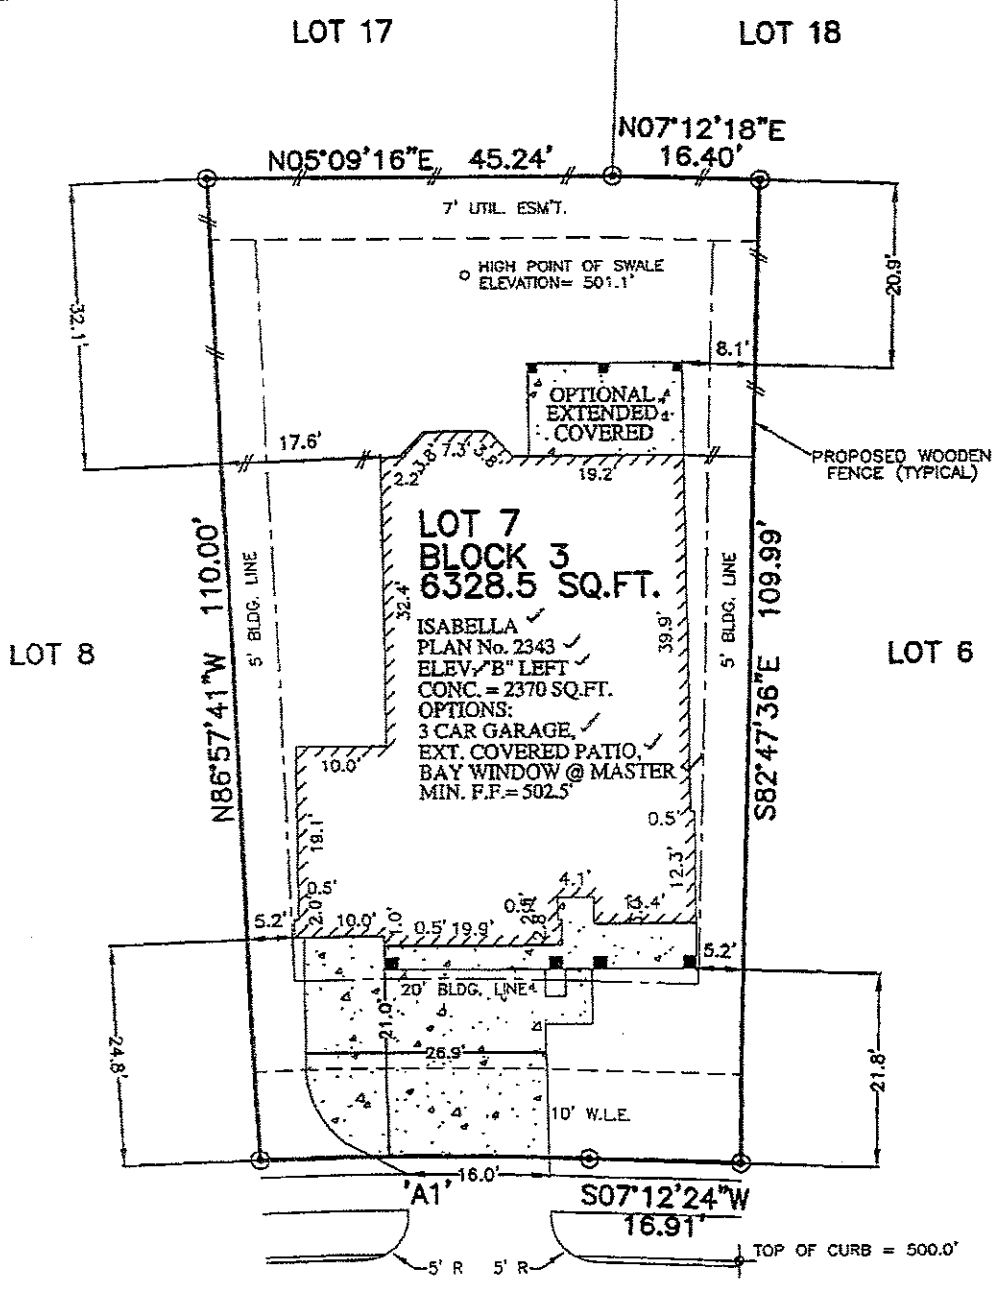 LOT 17
LOT 18
N07°12'18"E
16.40'
N05°09'16"E 45.24'
7' UTIL. ESM'T.
HIGH POINT OF SWALE
ELEVATION= 501.1'
32.1'
20.9'
8.1'
OPTIONAL
EXTENDED
COVERED
17.6'
2.2'
3.8'
7.3'
3.8'
19.2'
PROPOSED WOODEN
FENCE (TYPICAL)
LOT 7
BLOCK 3
6328.5 SQ.FT.
ISABELLA
PLAN No. 2343
ELEV. "B" LEFT
CONC. = 2370 SQ.FT.
OPTIONS:
3 CAR GARAGE,
EXT. COVERED PATIO,
BAY WINDOW @ MASTER
MIN. F.F.= 502.5'
32.4'
39.9'
N86°57'41"W 110.00'
5' BLDG. LINE
5' BLDG. LINE
S82°47'36"E 109.99'
LOT 8
LOT 6
10.0'
19.1'
0.5'
12.3'
4.1'
0.5'
2.0'
5.2'
10.0'
1.0'
0.5'
19.9'
0.5'
2.8'
5.2'
20' BLDG. LINE
21.0'
26.9'
24.8'
21.8'
10' W.L.E.
16.0'
'A1'
S07°12'24"W
16.91'
5' R
5' R
TOP OF CURB = 500.0'